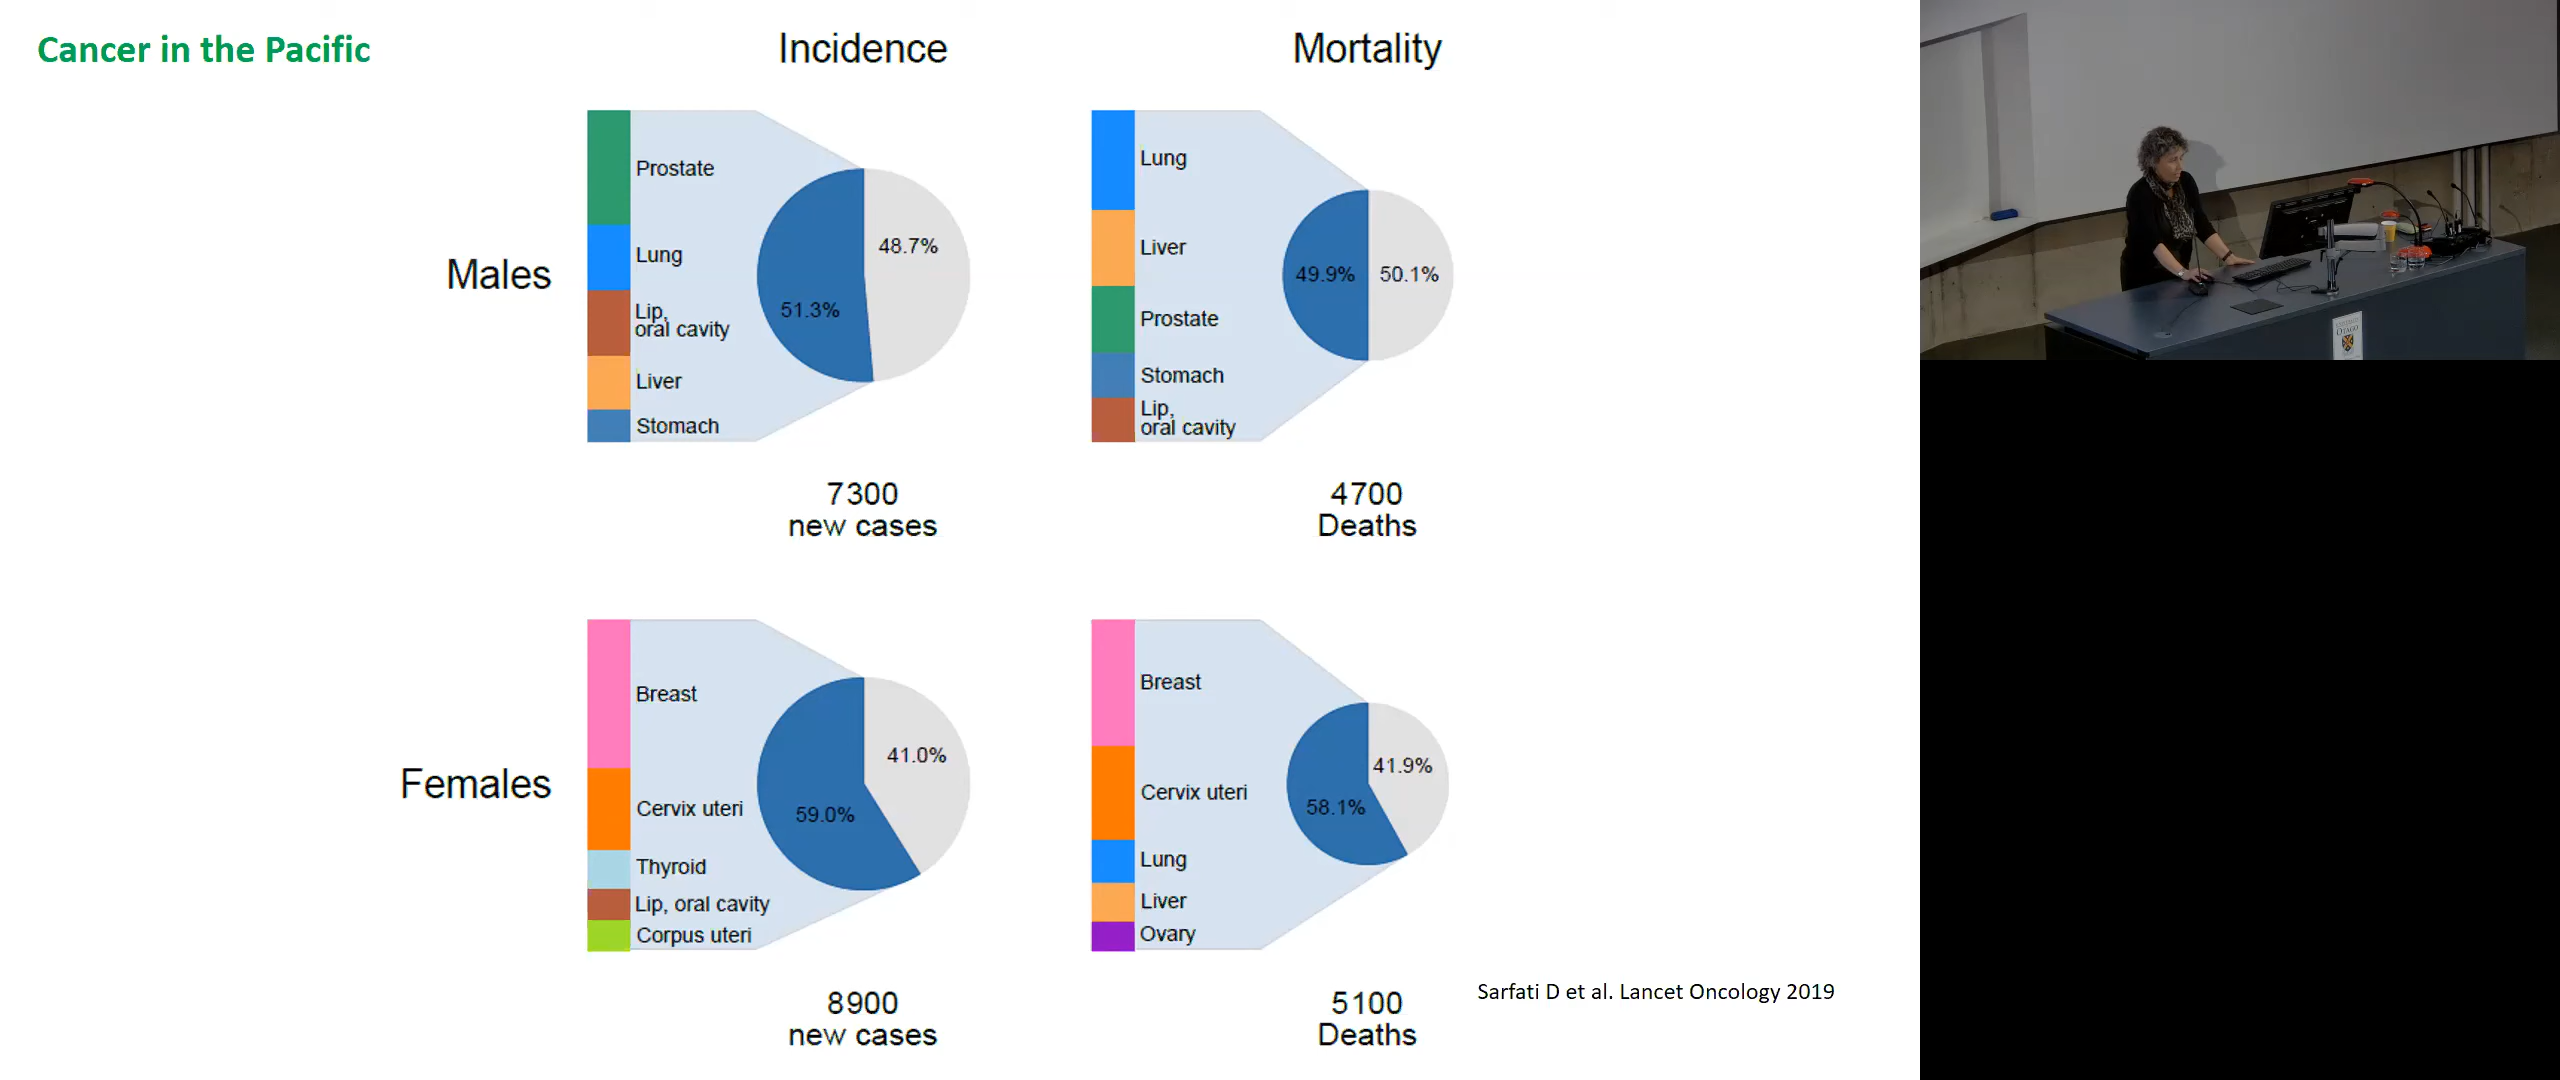 Cancer in the Pacific
Incidence
Mortality
Males
Prostate
Lung
Lip,
oral cavity
Liver
Stomach
48.7%
51.3%
7300
new cases
Lung
Liver
Prostate
Stomach
Lip,
oral cavity
49.9%
50.1%
4700
Deaths
Females
Breast
Cervix uteri
Thyroid
Lip, oral cavity
Corpus uteri
41.0%
59.0%
8900
new cases
Breast
Cervix uteri
Lung
Liver
Ovary
41.9%
58.1%
5100
Deaths
Sarfati D et al. Lancet Oncology 2019
OTAGO